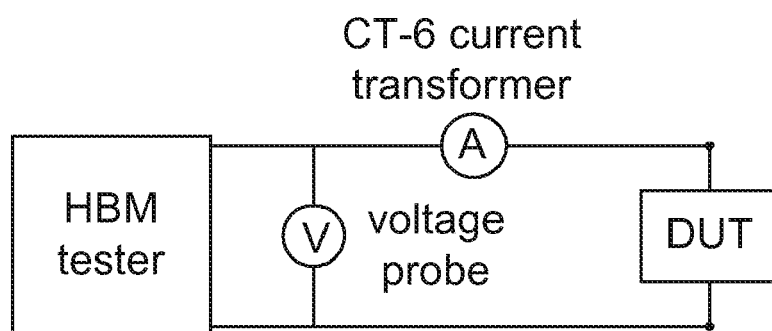 CT-6 current
transformer
A
HBM
tester
V
voltage
probe
DUT